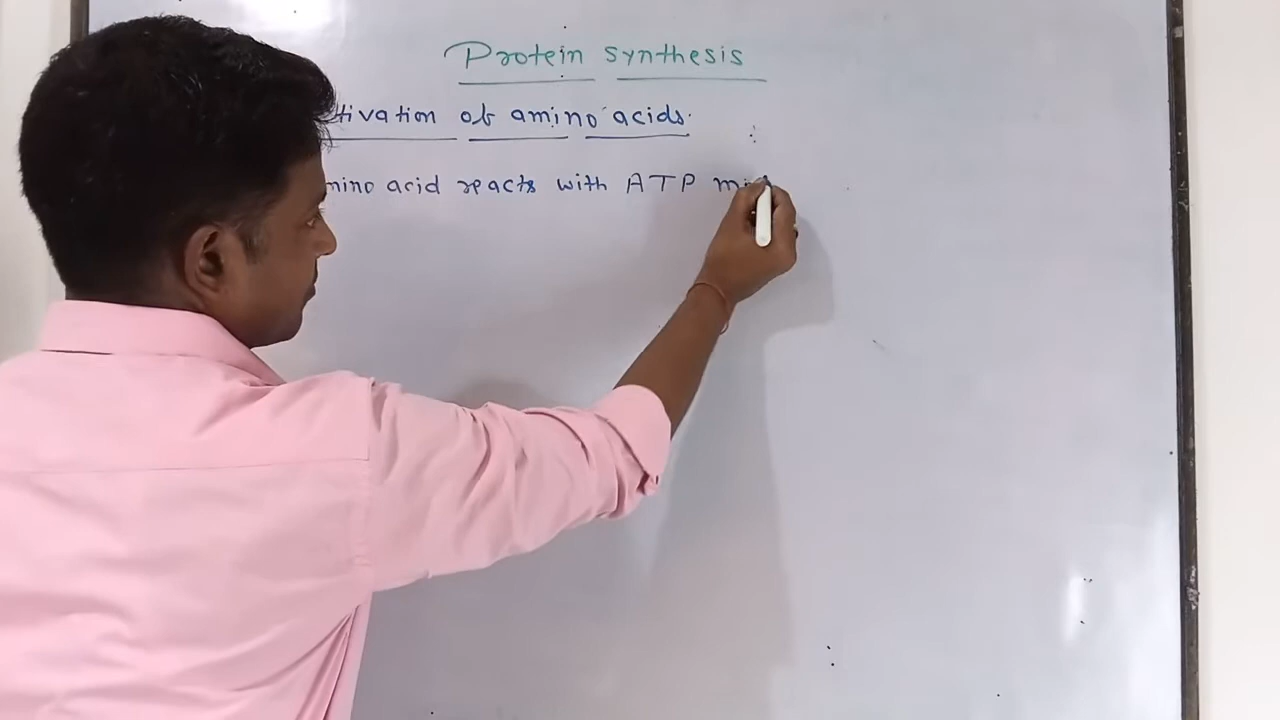 Protein synthesis
tivation of amino acids.
mino acid reacts with ATP